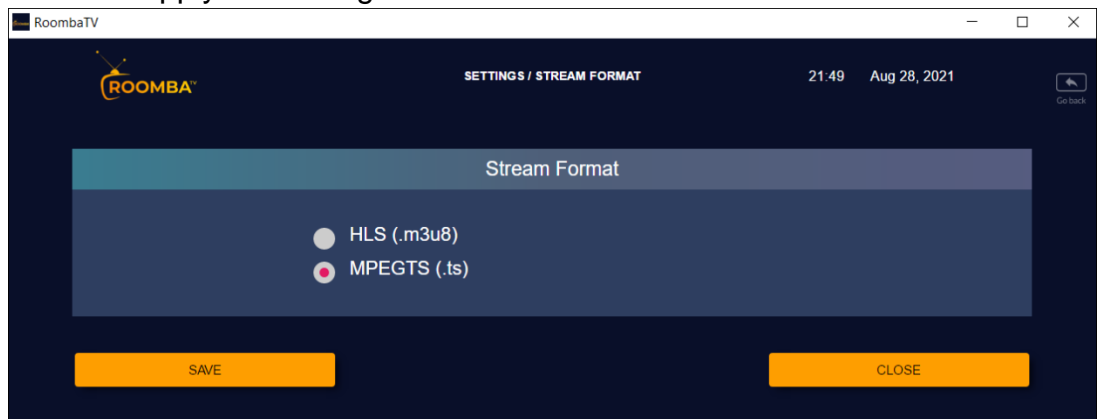 RoombaTV
ROOMBA TV
SETTINGS / STREAM FORMAT
21:49 Aug 28, 2021
Go back
Stream Format
HLS (.m3u8)
MPEGTS (.ts)
SAVE
CLOSE